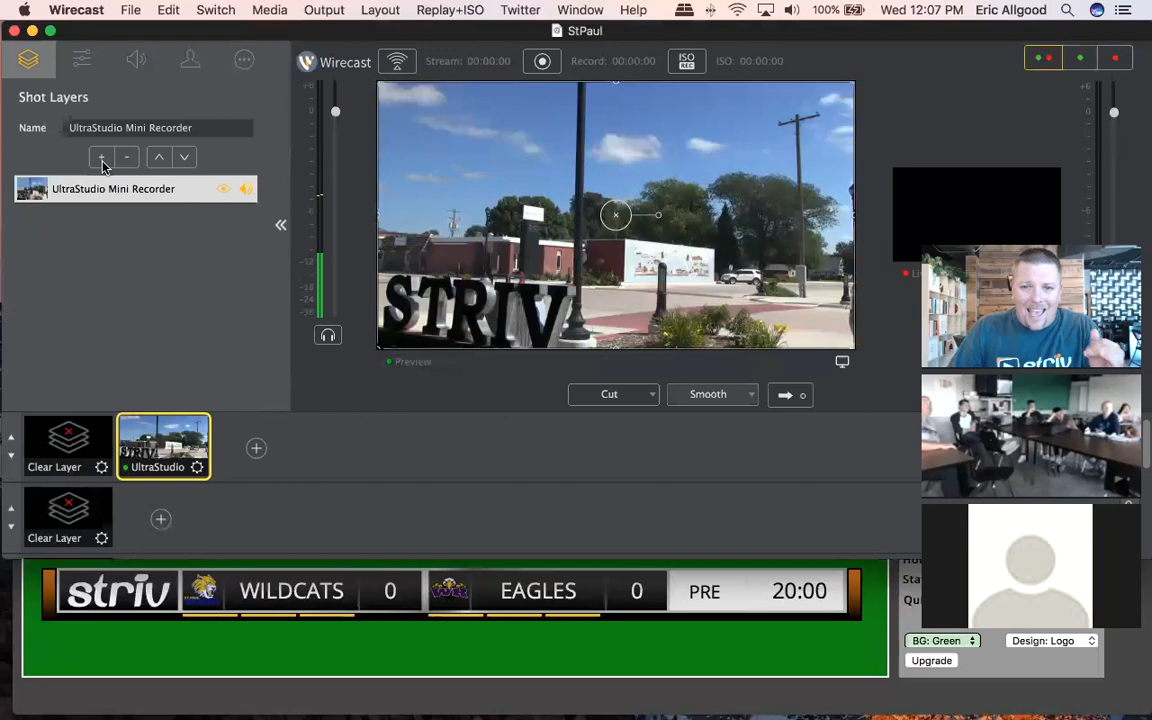 Wirecast File Edit Switch Media Output Layout Replay+ISO Twitter Window Help 100% Wed 12:07 PM Eric Allgood
StPaul
Wirecast Stream: 00:00:00 Record: 00:00:00 ISO REC ISO: 00:00:00
Shot Layers
Name UltraStudio Mini Recorder
+ -
UltraStudio Mini Recorder
STRIV
Preview
Cut Smooth
striv
Clear Layer UltraStudio
Clear Layer
striv WILDCATS 0 EAGLES 0 PRE 20:00
BG: Green Design: Logo
Upgrade